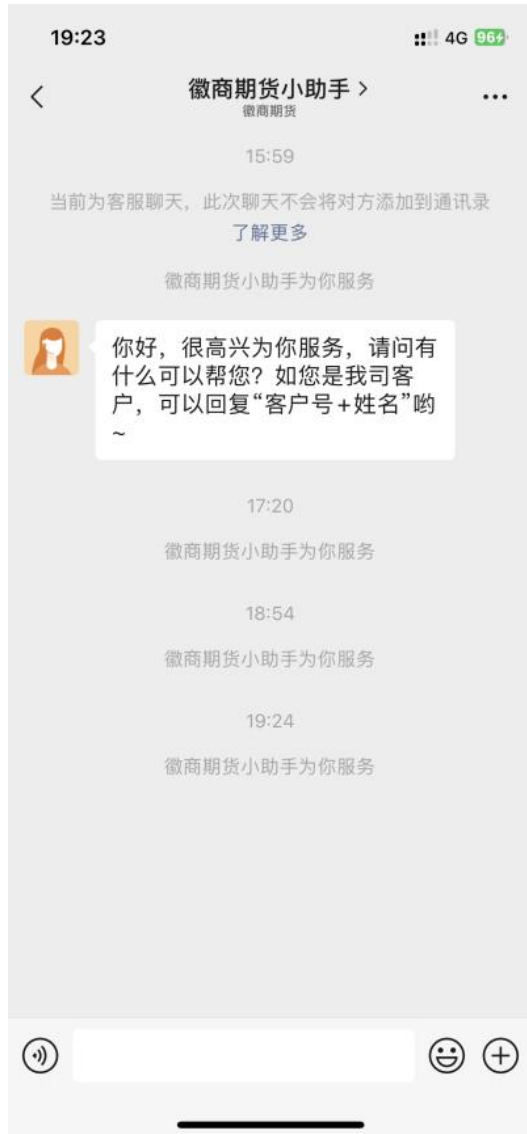 19:23
4G 96
徽商期货小助手
徽商期货
15:59
当前为客服聊天，此次聊天不会将对方添加到通讯录
了解更多
徽商期货小助手为你服务
你好，很高兴为你服务，请问有
什么可以帮您？如您是我司客
户，可以回复“客户号+姓名”哟
~
17:20
徽商期货小助手为你服务
18:54
徽商期货小助手为你服务
19:24
徽商期货小助手为你服务